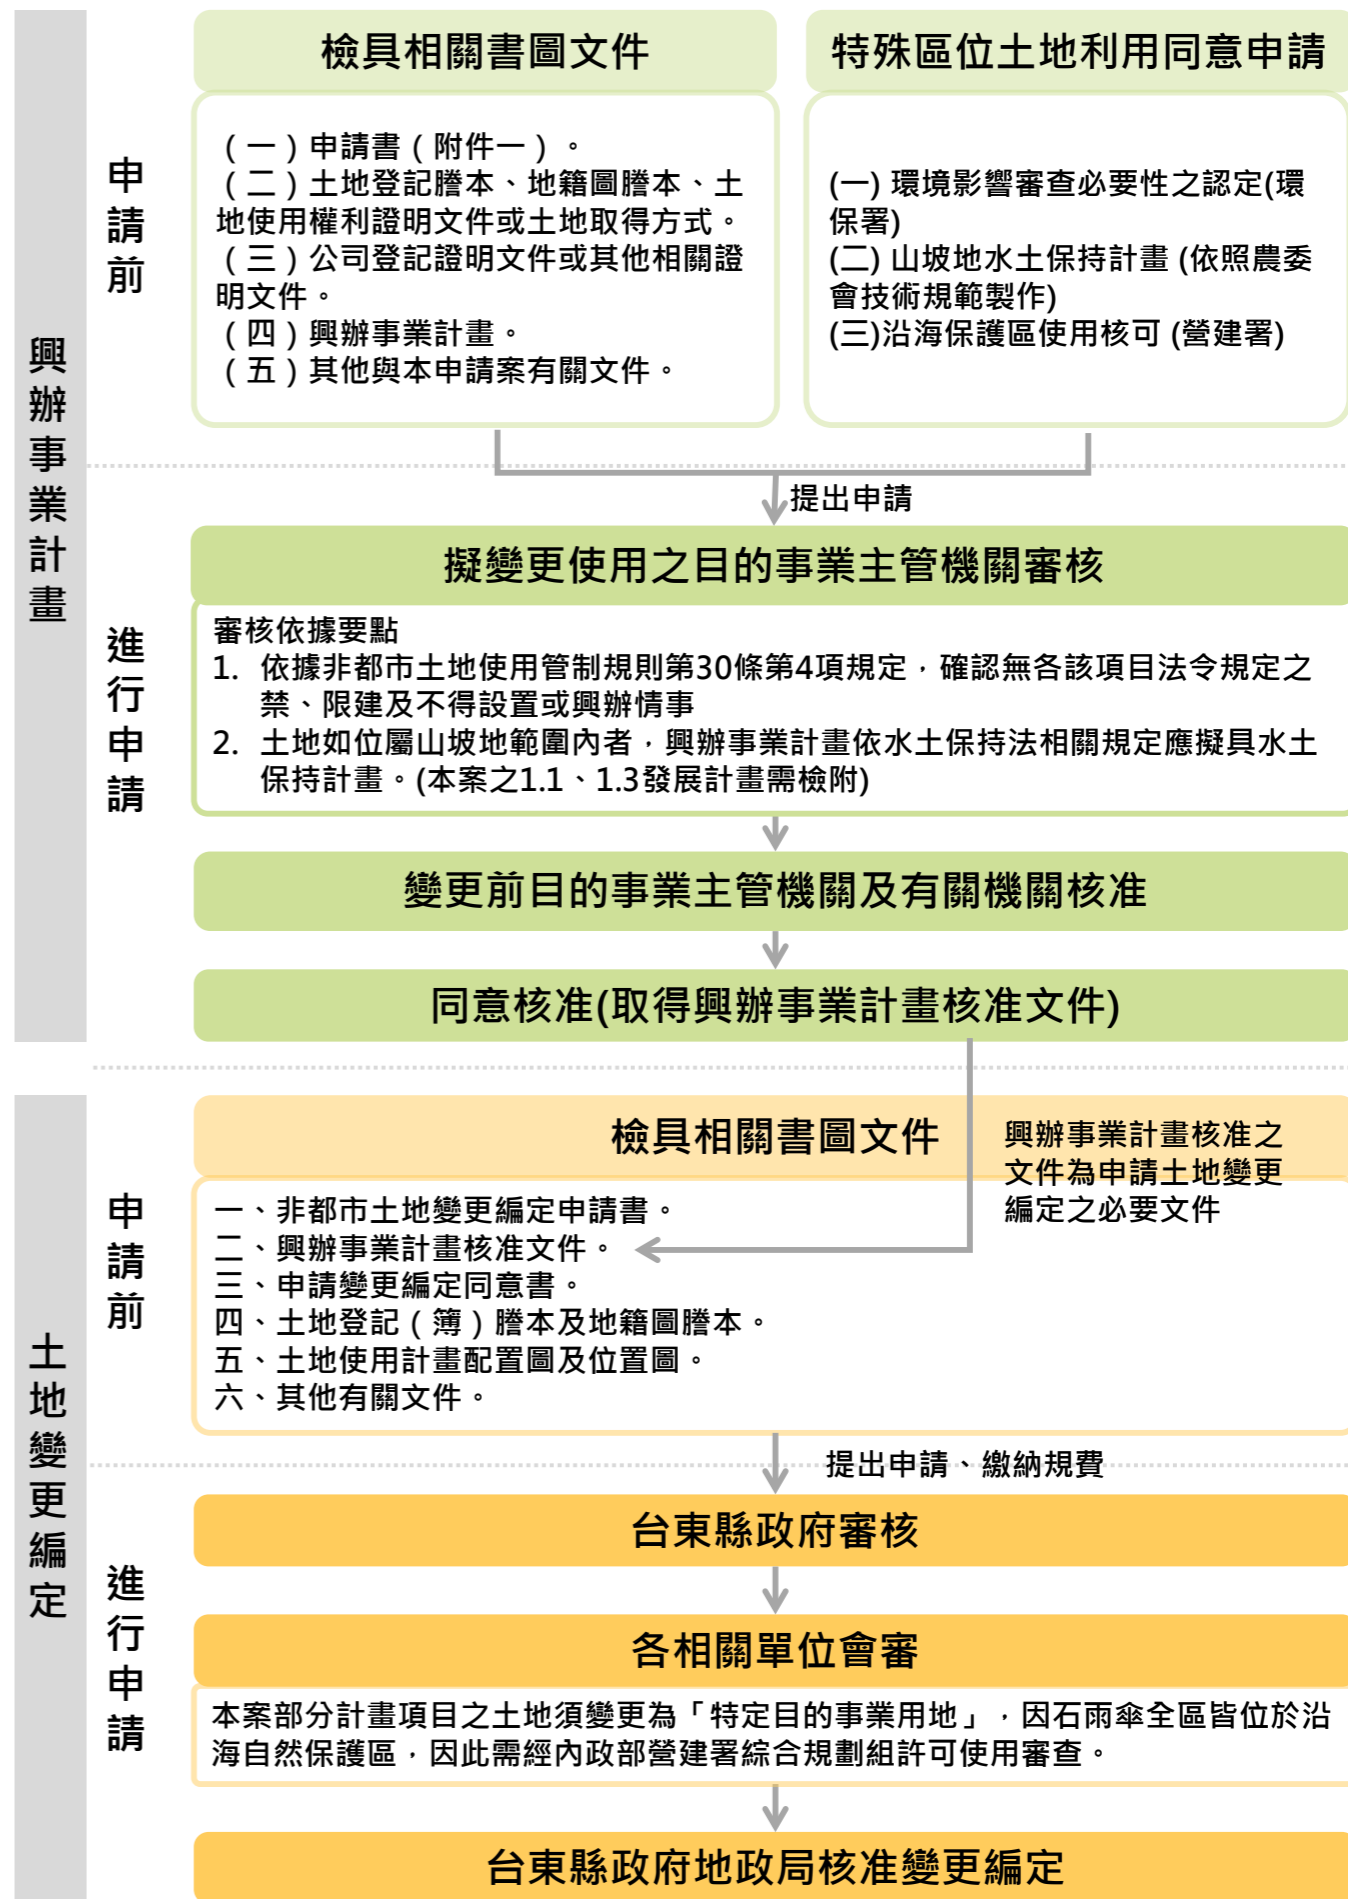 興辦事業計畫
申請前
檢具相關書圖文件
（一）申請書（附件一）。
（二）土地登記謄本、地籍圖謄本、土
地使用權利證明文件或土地取得方式。
（三）公司登記證明文件或其他相關證
明文件。
（四）興辦事業計畫。
（五）其他與本申請案有關文件。
特殊區位土地利用同意申請
(一) 環境影響審查必要性之認定(環
保署)
(二) 山坡地水土保持計畫 (依照農委
會技術規範製作)
(三)沿海保護區使用核可 (營建署)
提出申請
進行申請
擬變更使用之目的事業主管機關審核
審核依據要點
1. 依據非都市土地使用管制規則第30條第4項規定，確認無各該項目法令規定之
禁、限建及不得設置或興辦情事
2. 土地如位屬山坡地範圍內者，興辦事業計畫依水土保持法相關規定應擬具水土
保持計畫。(本案之1.1、1.3發展計畫需檢附)
變更前目的事業主管機關及有關機關核准
同意核准(取得興辦事業計畫核准文件)
土地變更編定
申請前
檢具相關書圖文件
興辦事業計畫核准之
文件為申請土地變更
編定之必要文件
一、非都市土地變更編定申請書。
二、興辦事業計畫核准文件。
三、申請變更編定同意書。
四、土地登記（簿）謄本及地籍圖謄本。
五、土地使用計畫配置圖及位置圖。
六、其他有關文件。
提出申請、繳納規費
進行申請
台東縣政府審核
各相關單位會審
本案部分計畫項目之土地須變更為「特定目的事業用地」，因石雨傘全區皆位於沿
海自然保護區，因此需經內政部營建署綜合規劃組許可使用審查。
台東縣政府地政局核准變更編定